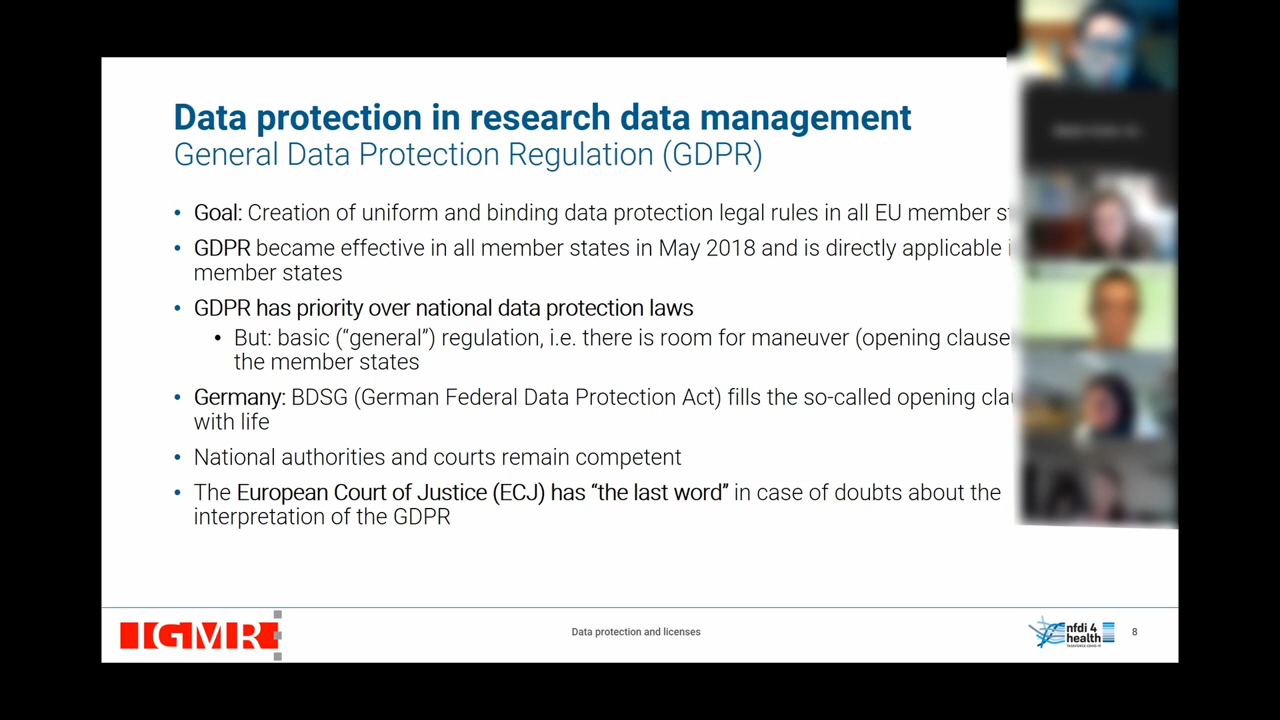 Data protection in research data management
General Data Protection Regulation (GDPR)
• Goal: Creation of uniform and binding data protection legal rules in all EU member
• GDPR became effective in all member states in May 2018 and is directly applicable
member states
• GDPR has priority over national data protection laws
• But: basic (“general”) regulation, i.e. there is room for maneuver (opening clause
the member states
• Germany: BDSG (German Federal Data Protection Act) fills the so-called opening
with life
• National authorities and courts remain competent
• The European Court of Justice (ECJ) has “the last word” in case of doubts about the
interpretation of the GDPR
IGMR
Data protection and licenses
nfdi 4
health
TASKFORCE COVID-19
8